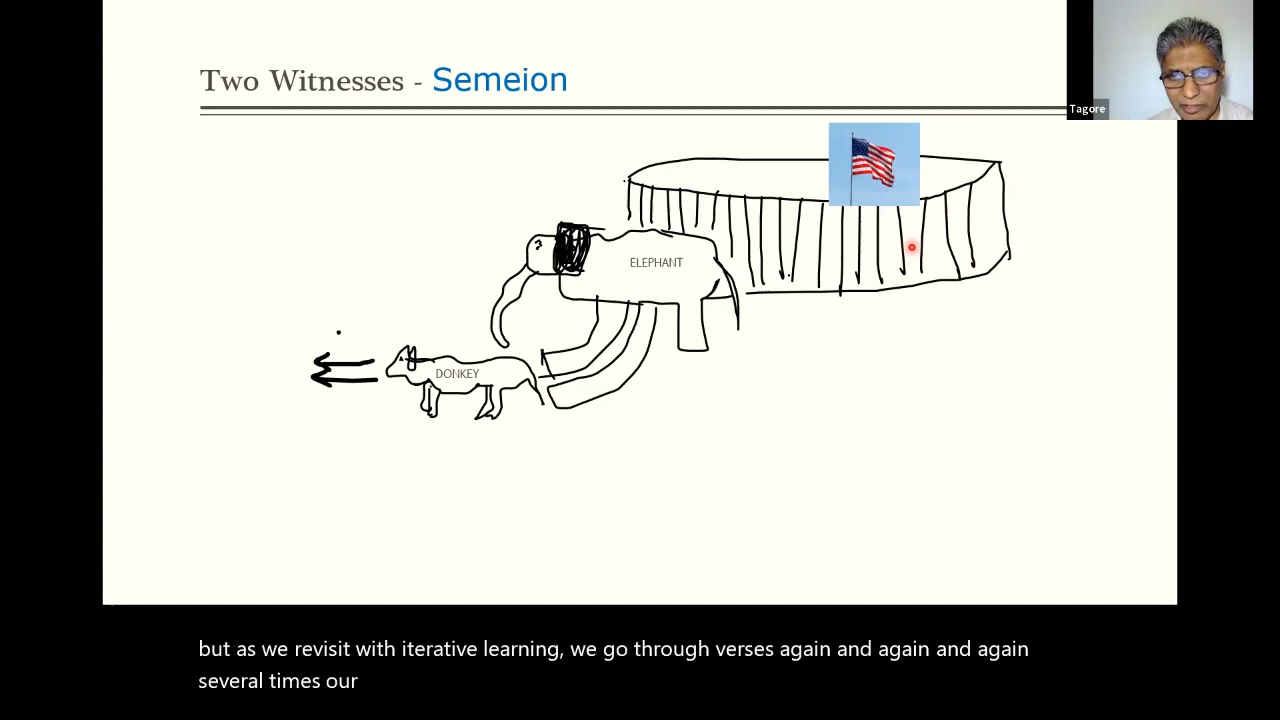 Two Witnesses - Semeion
Tagore
ELEPHANT
DONKEY
but as we revisit with iterative learning, we go through verses again and again and again
several times our